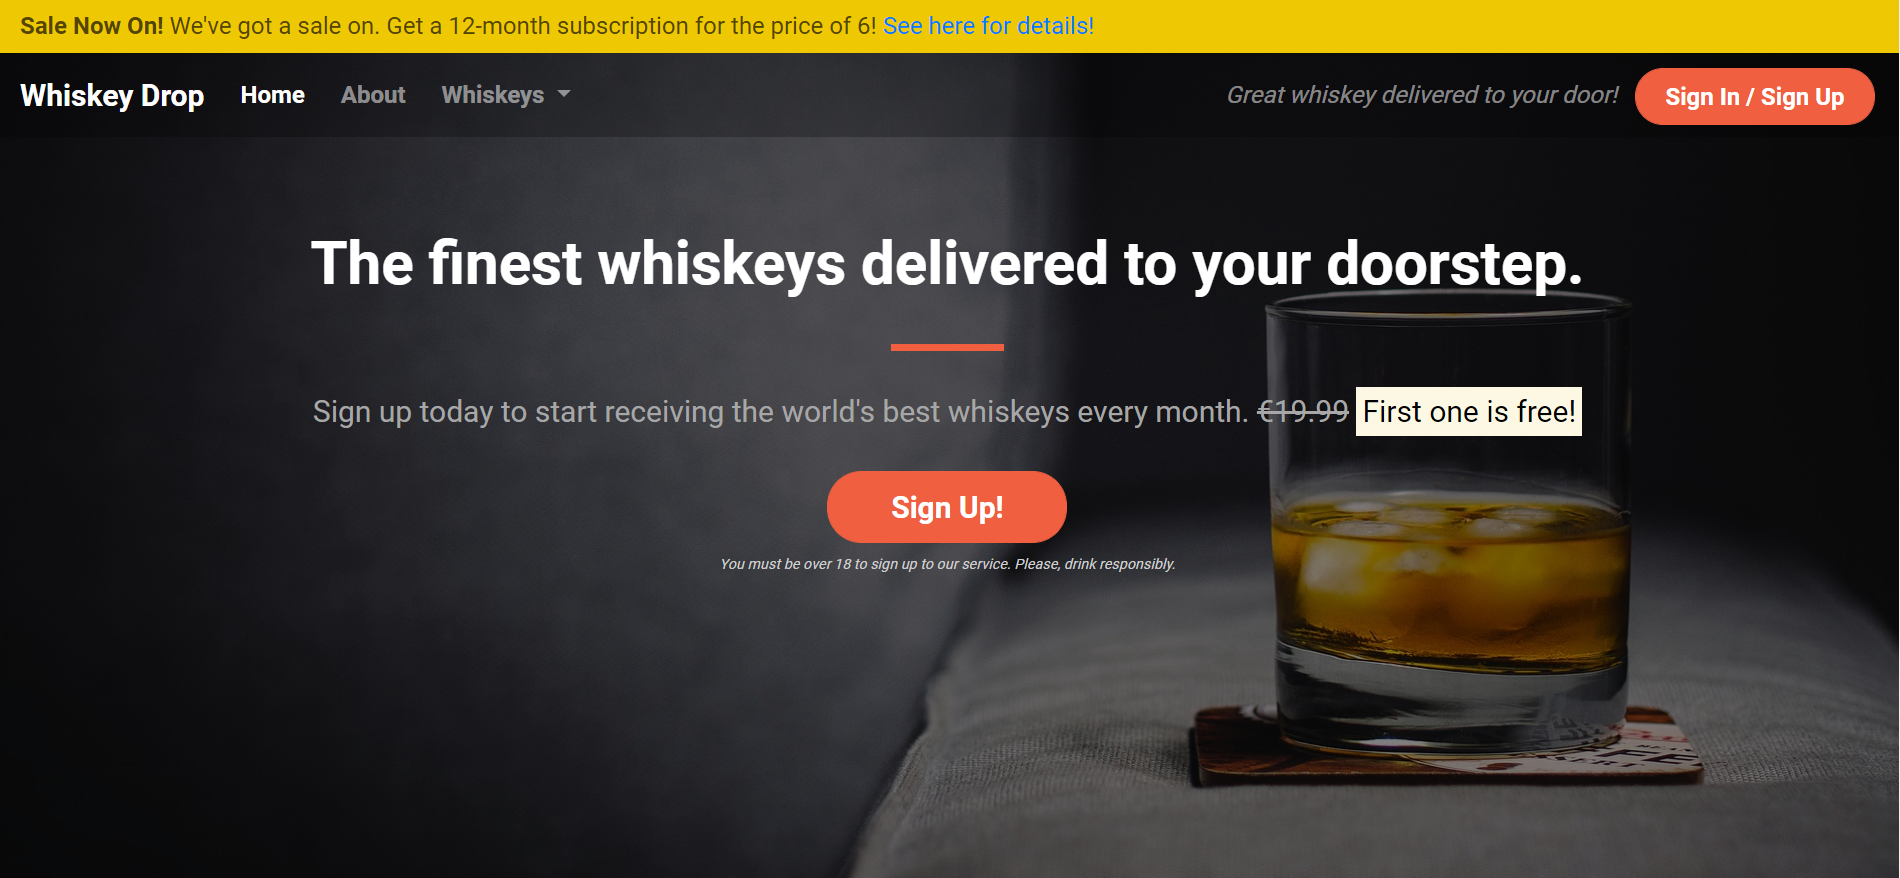 Sale Now On! We've got a sale on. Get a 12-month subscription for the price of 6! See here for details!
Whiskey Drop Home About Whiskeys Great whiskey delivered to your door! Sign In / Sign Up
The finest whiskeys delivered to your doorstep.
Sign up today to start receiving the world's best whiskeys every month. €19.99 First one is free!
Sign Up!
You must be over 18 to sign up to our service. Please, drink responsibly.